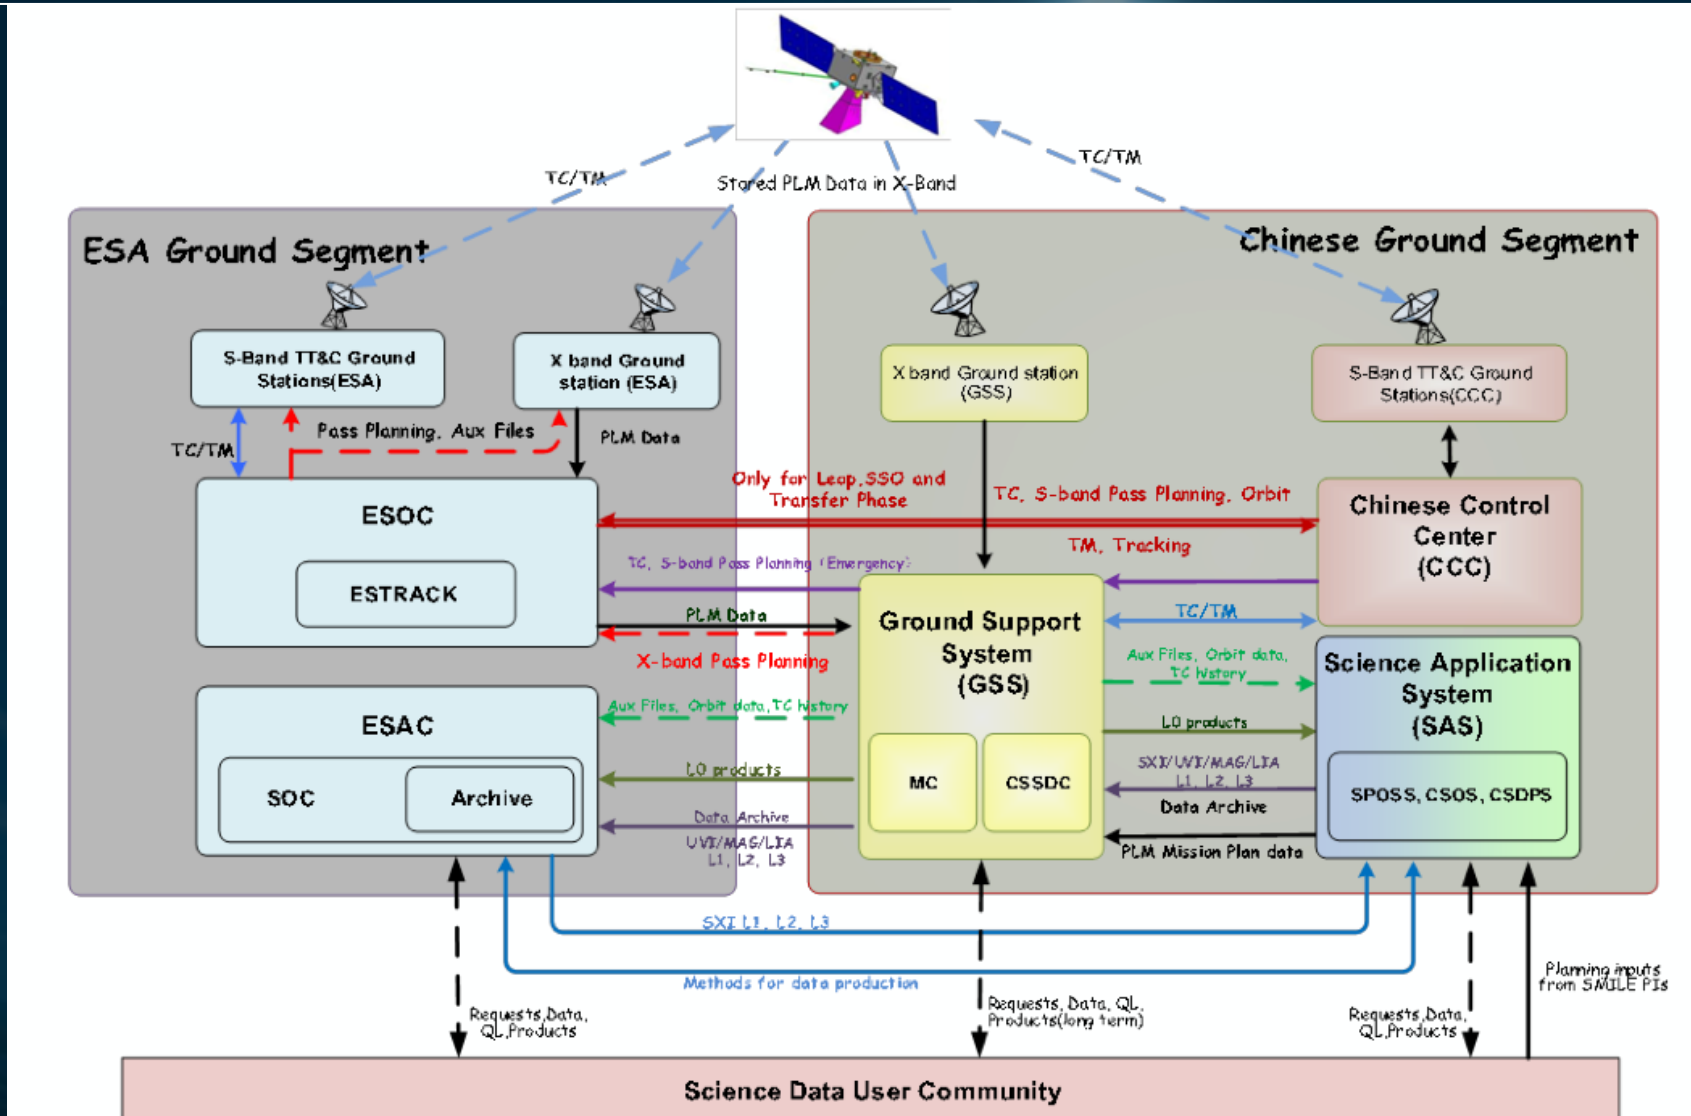 TC/TM
TC/TM
Stored PLM Data in X-Band
ESA Ground Segment
Chinese Ground Segment
S-Band TT&C Ground
Stations(ESA)
X band Ground
station (ESA)
X band Ground station
(GSS)
S-Band TT&C Ground
Stations(CCC)
TC/TM
Pass Planning, Aux Files
PLM Data
Only for Leop,SSO and
Transfer Phase
TC, S-band Pass Planning, Orbit
TM, Tracking
ESOC
ESTRACK
Chinese Control
Center
(CCC)
TC, S-band Pass Planning (Emergency)
PLM Data
X-band Pass Planning
Ground Support
System
(GSS)
TC/TM
Aux Files, Orbit data,
TC history
Science Application
System
(SAS)
ESAC
SOC
Archive
Aux Files, Orbit data,TC history
L0 products
Data Archive
UVI/MAG/LIA
L1, L2, L3
MC
CSSDC
L0 products
SXI/UVI/MAG/LIA
L1, L2, L3
Data Archive
PLM Mission Plan data
SPOSS, CSOS, CSDPS
SXI L1, L2, L3
Methods for data production
Requests,Data,
QL,Products
Requests, Data, QL,
Products(long term)
Requests,Data,
QL,Products
Planning inputs
from SMILE PIs
Science Data User Community